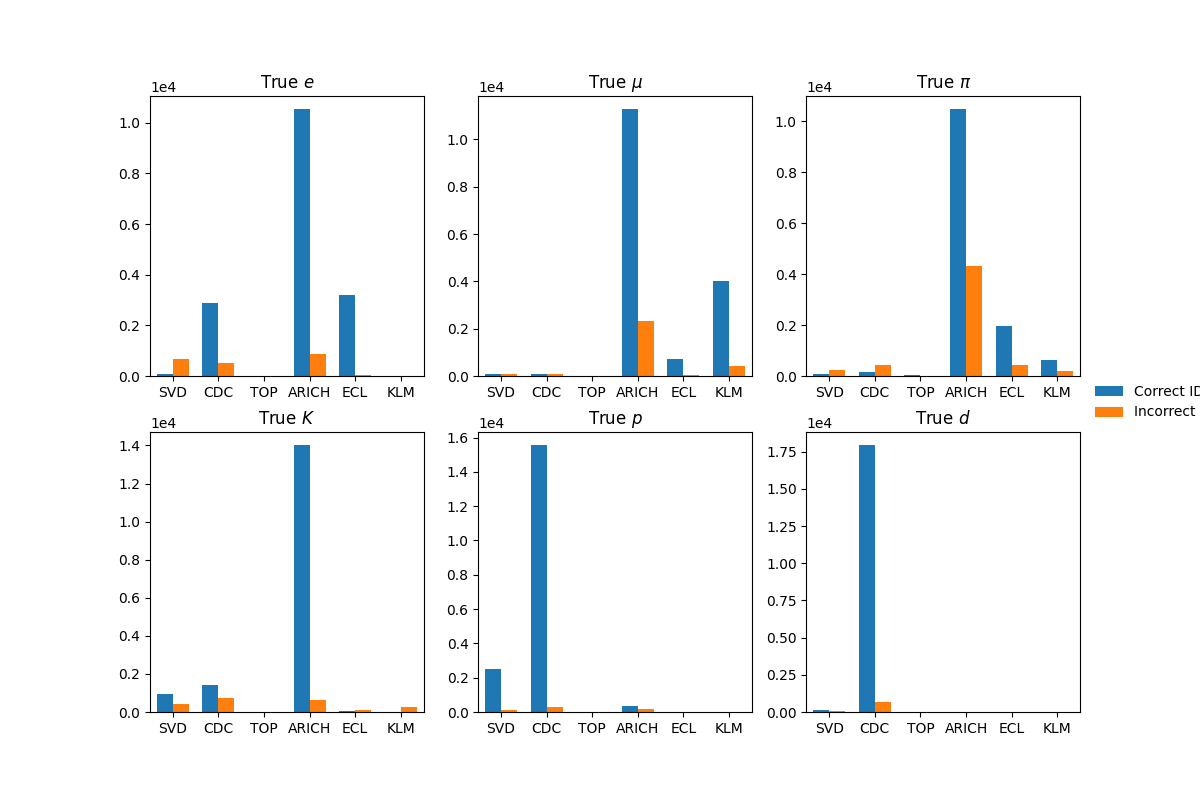 True e
1e4
1.0
0.8
0.6
0.4
0.2
0.0
SVD CDC TOP ARICH ECL KLM
True μ
1e4
1.0
0.8
0.6
0.4
0.2
0.0
SVD CDC TOP ARICH ECL KLM
True π
1e4
1.0
0.8
0.6
0.4
0.2
0.0
SVD CDC TOP ARICH ECL KLM
Correct ID
Incorrect
True K
1e4
1.4
1.2
1.0
0.8
0.6
0.4
0.2
0.0
SVD CDC TOP ARICH ECL KLM
True p
1e4
1.6
1.4
1.2
1.0
0.8
0.6
0.4
0.2
0.0
SVD CDC TOP ARICH ECL KLM
True d
1e4
1.75
1.50
1.25
1.00
0.75
0.50
0.25
0.00
SVD CDC TOP ARICH ECL KLM